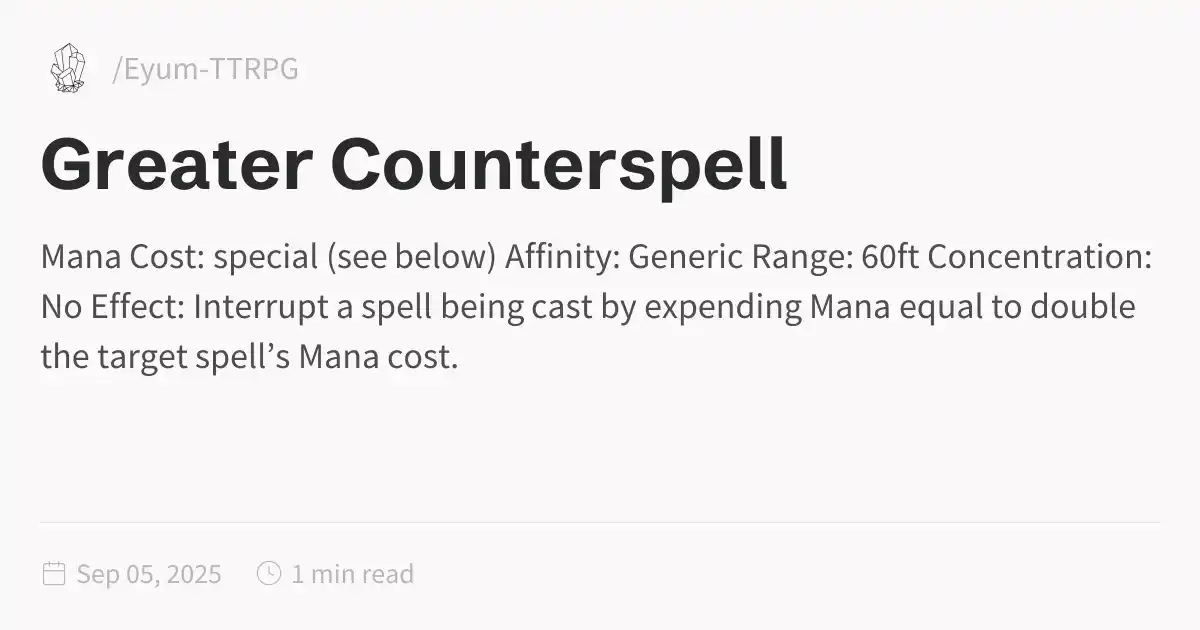 /Eyum-TTRPG
Greater Counterspell
Mana Cost: special (see below) Affinity: Generic Range: 60ft Concentration:
No Effect: Interrupt a spell being cast by expending Mana equal to double
the target spell’s Mana cost.
Sep 05, 2025 1 min read